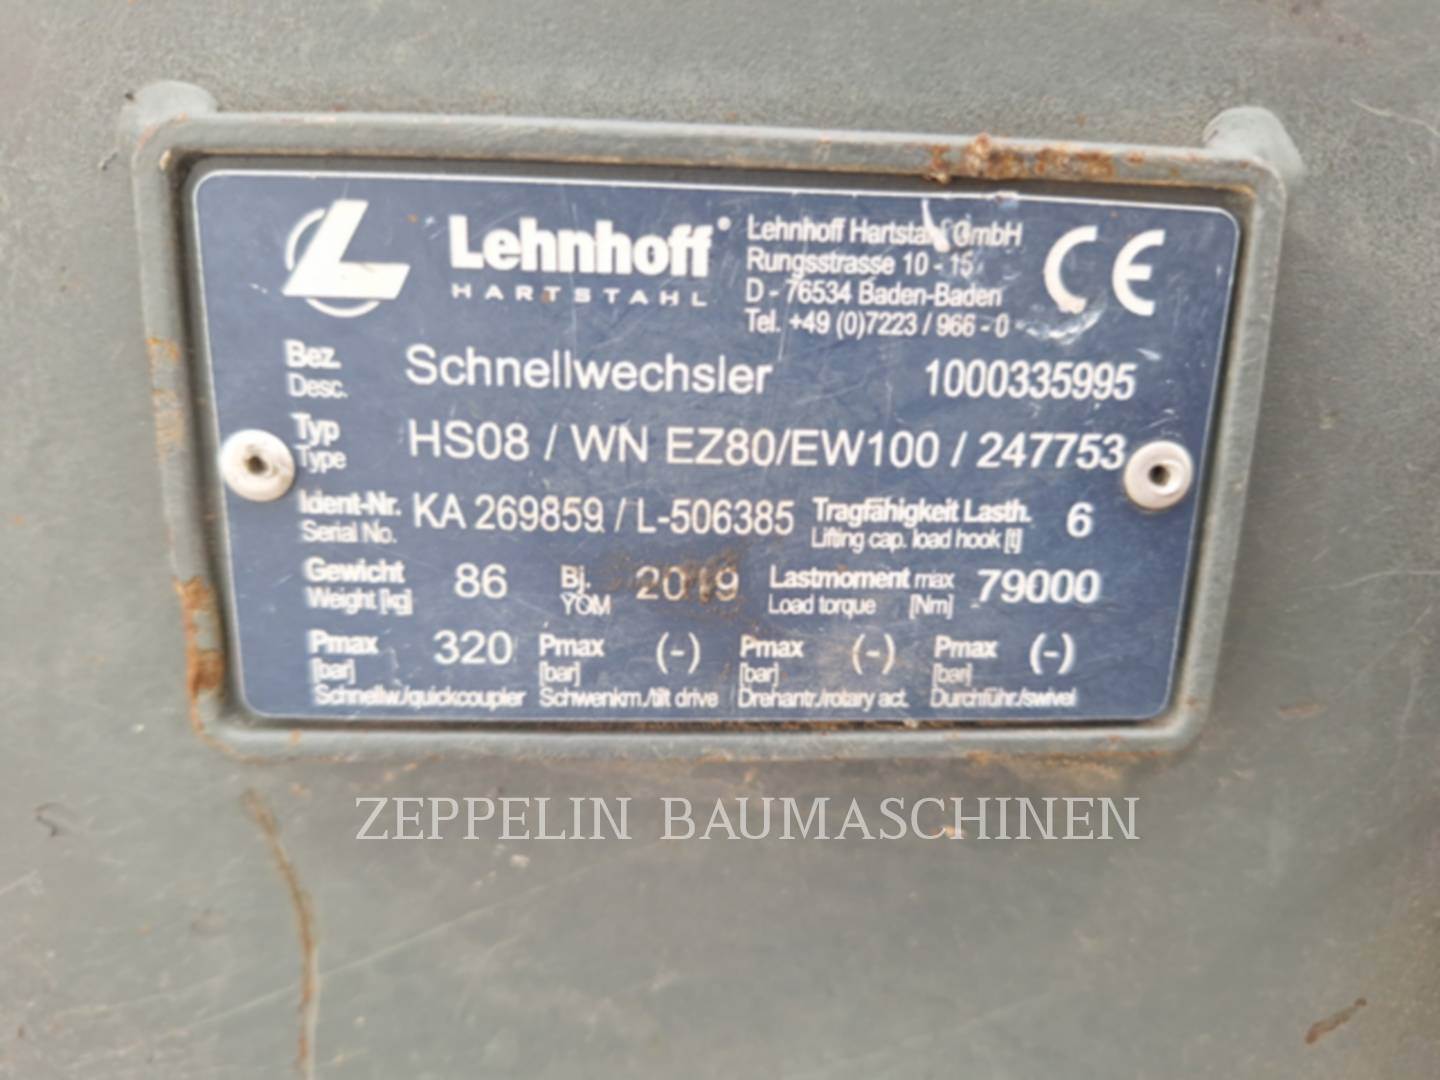 Lehnhoff®
HARTSTAHL
Lehnhoff Hartstahl GmbH
Rungsstrasse 10 - 15
D - 76534 Baden-Baden
Tel. +49 (0)7223 / 966 - 0
CE
Bez. Schnellwechsler 1000335995
Desc.
Typ HS08 / WN EZ80/EW100 / 247753
Type
Ident-Nr. KA 269859 / L-506385 Tragfähigkeit Lasth. 6
Serial No. Lifting cap. load hook [t]
Gewicht 86 Bj. 2019 Lastmoment max 79000
Weight [kg] YOM Load torque [Nm]
Pmax 320 Pmax (-) Pmax (-) Pmax (-)
[bar] [bar] [bar] [bar]
Schnellw./quickcoupler Schwenkm./tilt drive Drehantr./rotary act. Durchführ./swivel
ZEPPELIN BAUMASCHINEN